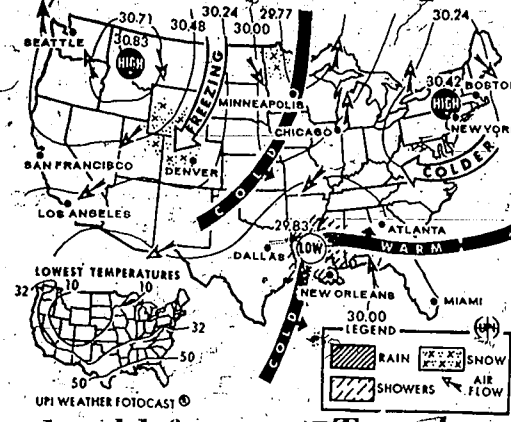 30.71
30.24
29.77
30.24
30.48
30.00
SEATTLE
30.83
HIGH
30.42
BOSTON
HIGH
FREEZING
MINNEAPOLIS
CHICAGO
NEW YORK
COLDER
SAN FRANCISCO
DENVER
COLD
LOS ANGELES
29.83
ATLANTA
DALLAS
LOW
WARM
LOWEST TEMPERATURES
32
10
10
NEW ORLEANS
MIAMI
30.00
32
COLD
LEGEND
UPI
50
50
RAIN
SNOW
SHOWERS
AIR FLOW
UPI WEATHER FOTOCAST ®